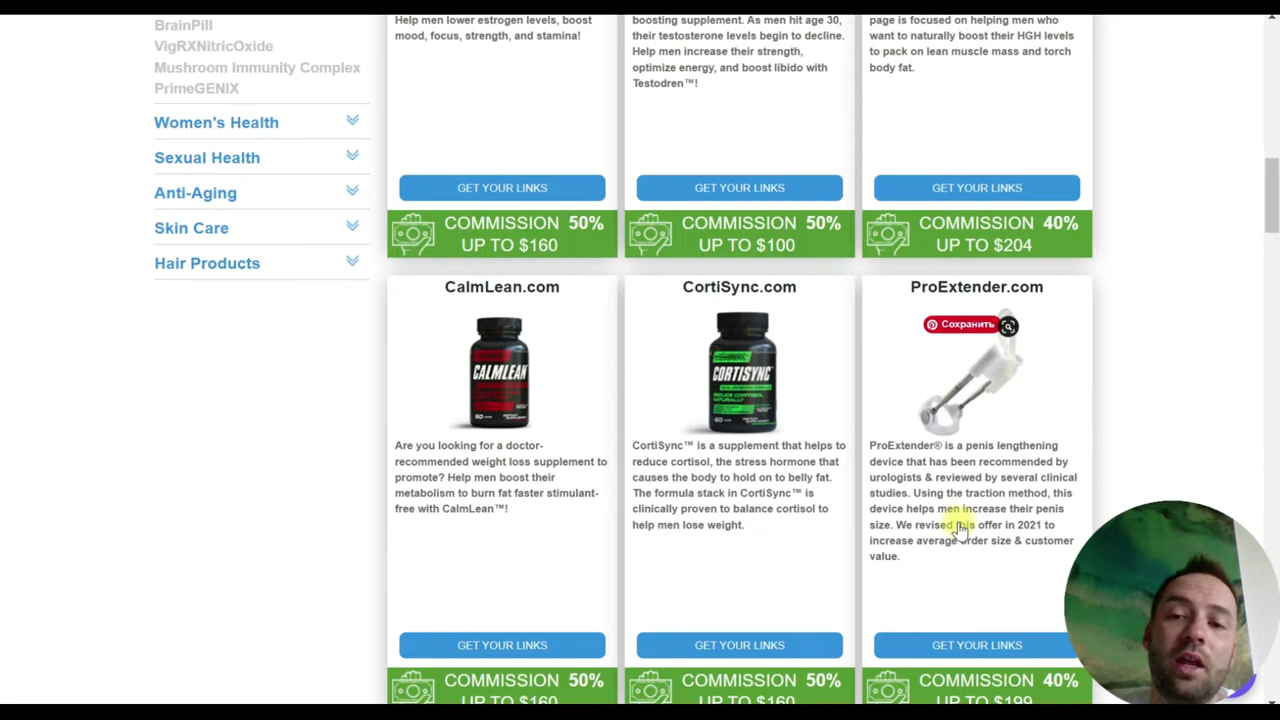 BrainPill
VigRXNitricOxide
Mushroom Immunity Complex
PrimeGENIX
Women's Health
Sexual Health
Anti-Aging
Skin Care
Hair Products
Help men lower estrogen levels, boost
mood, focus, strength, and stamina!
GET YOUR LINKS
COMMISSION 50%
UP TO $160
boosting supplement. As men hit age 30,
their testosterone levels begin to decline.
Help men increase their strength,
optimize energy, and boost libido with
Testodren™!
GET YOUR LINKS
COMMISSION 50%
UP TO $100
page is focused on helping men who
want to naturally boost their HGH levels
to pack on lean muscle mass and torch
body fat.
GET YOUR LINKS
COMMISSION 40%
UP TO $204
CalmLean.com
CALMLEAN
60 CAPS
Are you looking for a doctor-
recommended weight loss supplement to
promote? Help men boost their
metabolism to burn fat faster stimulant-
free with CalmLean™!
GET YOUR LINKS
COMMISSION 50%
UP TO $160
CortiSync.com
CORTISYNC
REDUCE CORTISOL
NATURALLY
60 CAPS
CortiSync™ is a supplement that helps to
reduce cortisol, the stress hormone that
causes the body to hold on to belly fat.
The formula stack in CortiSync™ is
clinically proven to balance cortisol to
help men lose weight.
GET YOUR LINKS
COMMISSION 50%
UP TO $160
ProExtender.com
Сохранить
ProExtender® is a penis lengthening
device that has been recommended by
urologists & reviewed by several clinical
studies. Using the traction method, this
device helps men increase their penis
size. We revised this offer in 2021 to
increase average order size & customer
value.
GET YOUR LINKS
COMMISSION 40%
UP TO $199